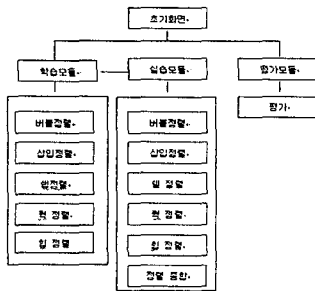 초기화면
학습모듈
실습모듈
평가모듈
버블정렬
삽입정렬
쉘정렬
퀵 정렬
힙 정렬
버블정렬
삽입정렬
쉘 정렬
퀵 정렬
힙 정렬
정렬 종합
평가